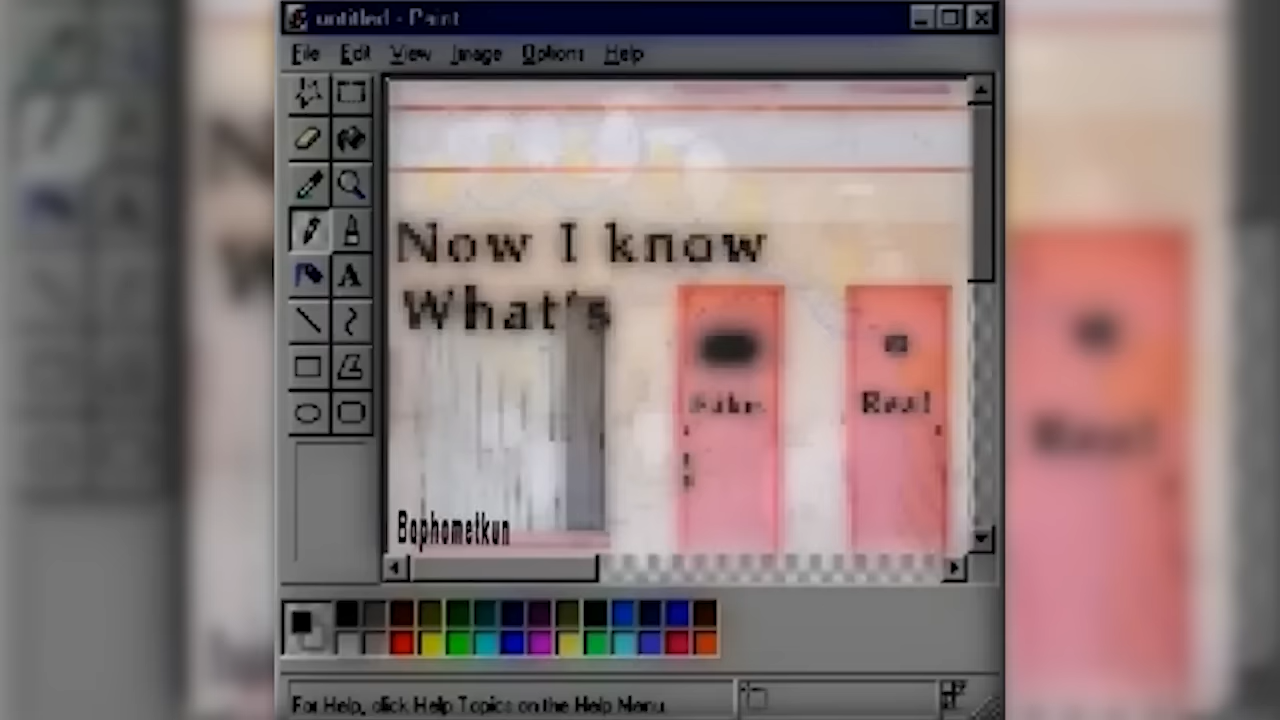 untitled - Paint
File Edit View Image Options Help
Now I know
What's
Fake
Real
Bophometkun
For Help, click Help Topics on the Help Menu.